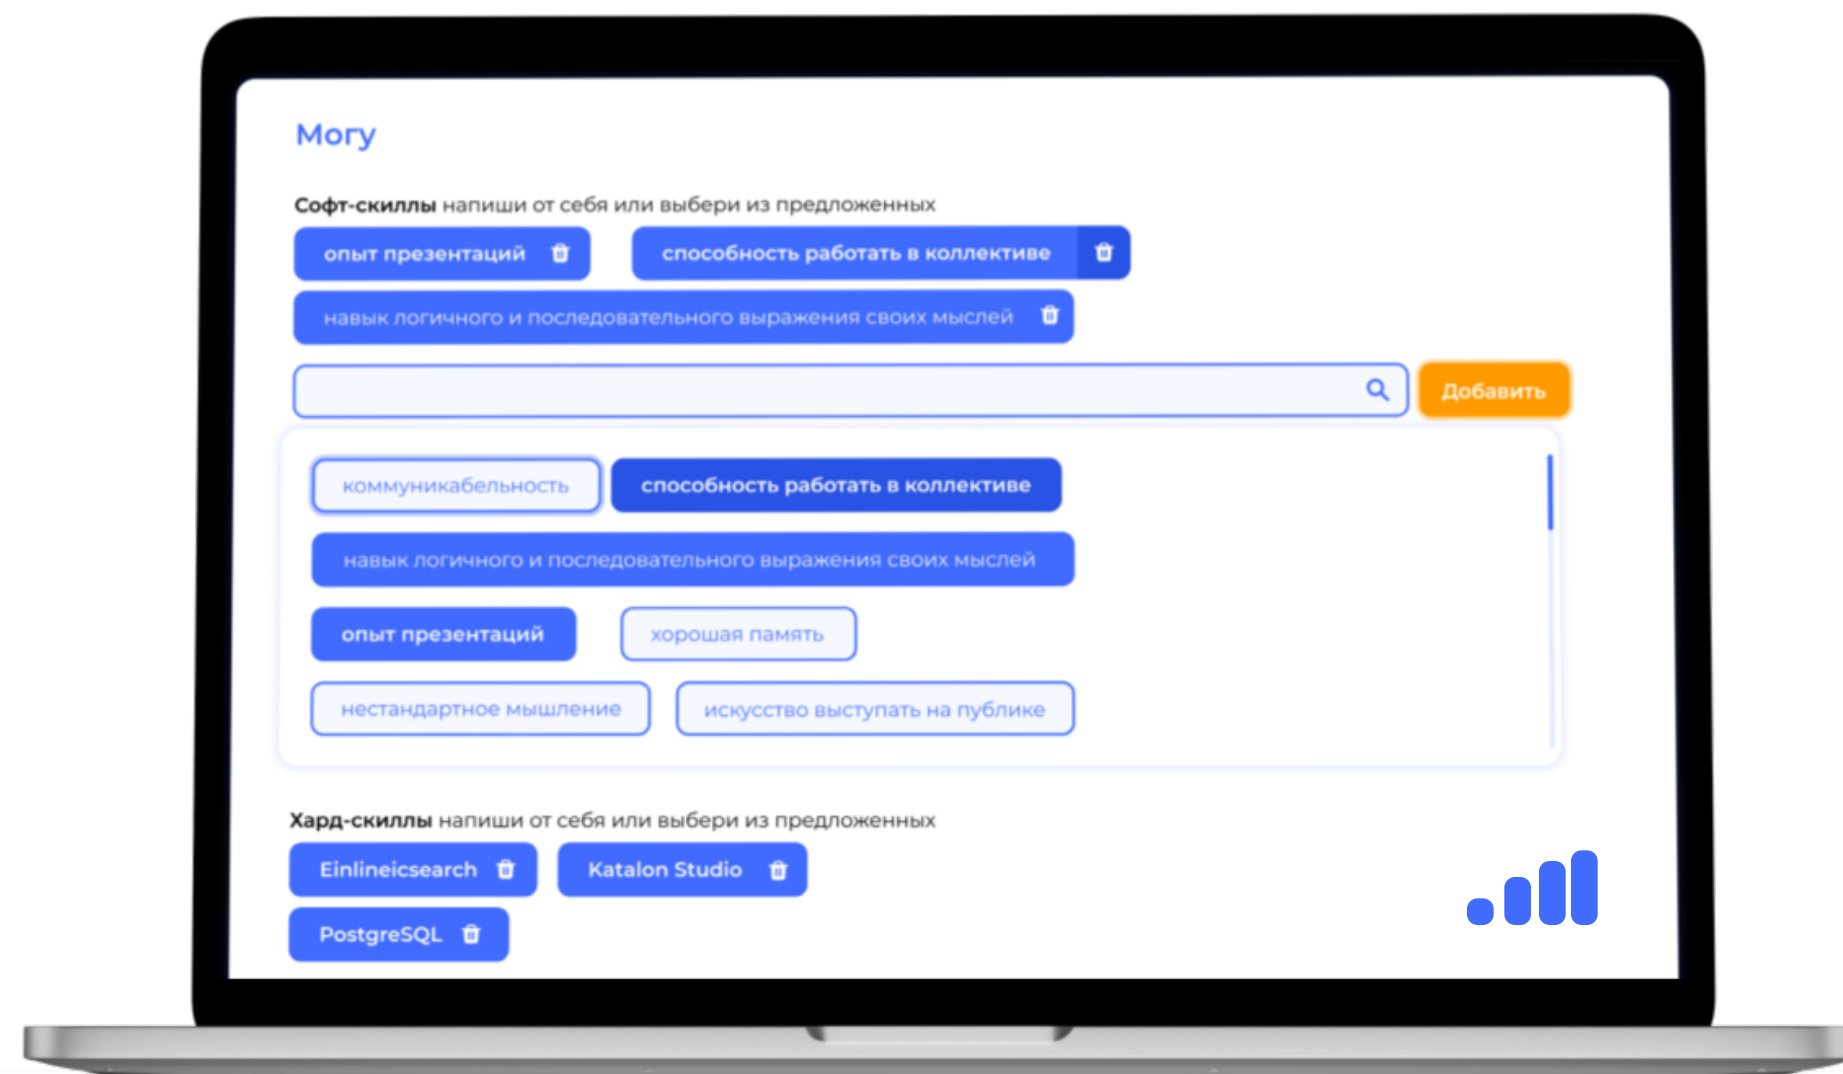 Могу
Софт-скиллы напиши от себя или выбери из предложенных
опыт презентаций способность работать в коллективе
навык логичного и последовательного выражения своих мыслей
Добавить
коммуникабельность способность работать в коллективе
навык логичного и последовательного выражения своих мыслей
опыт презентаций хорошая память
нестандартное мышление искусство выступать на публике
Хард-скиллы напиши от себя или выбери из предложенных
Einlineicsearch Katalon Studio
PostgreSQL